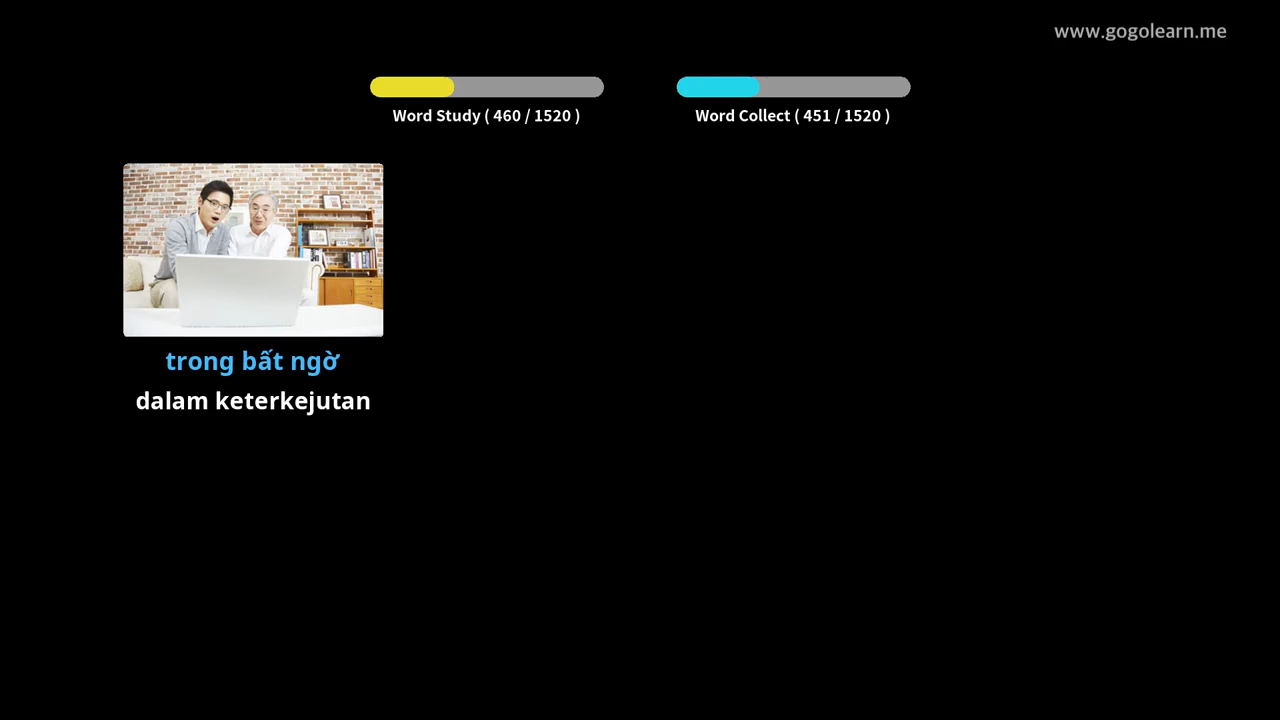 www.gogolearn.me
Word Study ( 460 / 1520 )
Word Collect ( 451 / 1520 )
trong bất ngờ
dalam keterkejutan